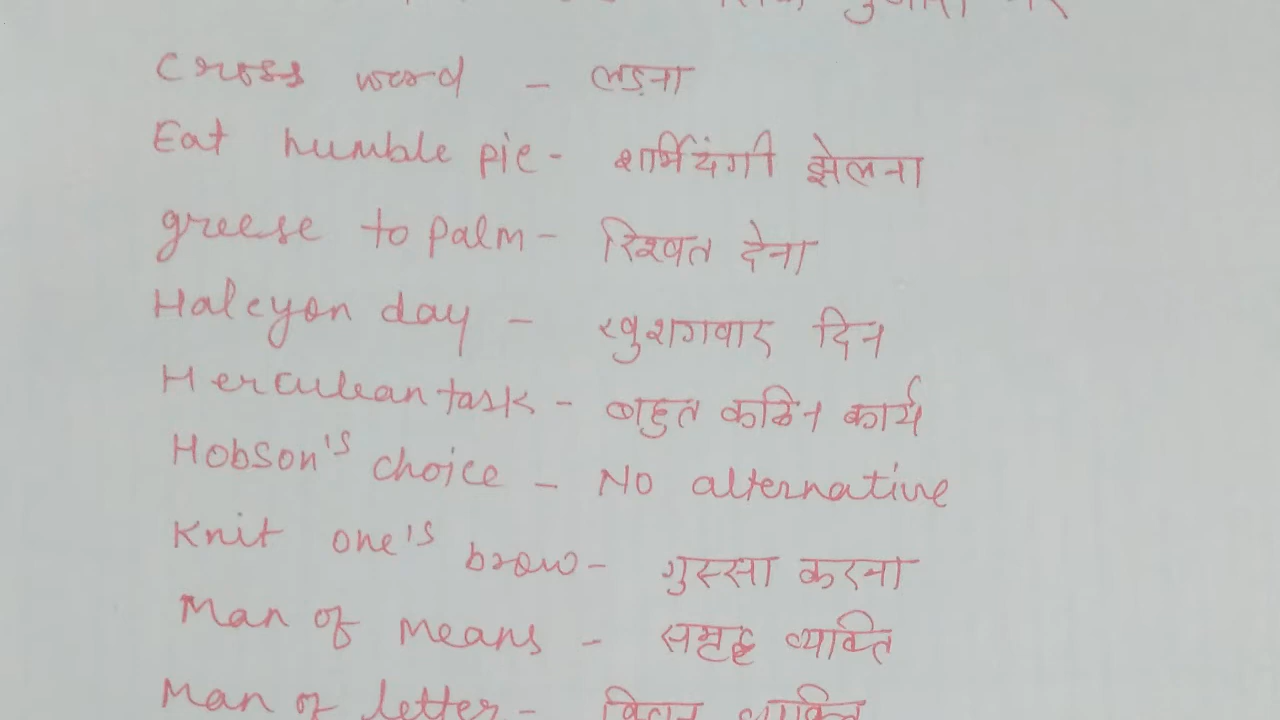 Cross word - लड़ना
Eat humble pie - शर्मियंगी झेलना
greese to palm - रिश्वत देना
Halcyon day - खुशगवार दिन
Herculean task - बहुत कठिन कार्य
Hobson's choice - No alternative
Knit one's brow - गुस्सा करना
Man of means - समृद्ध व्यक्ति
Man of letter - विद्वान व्यक्ति